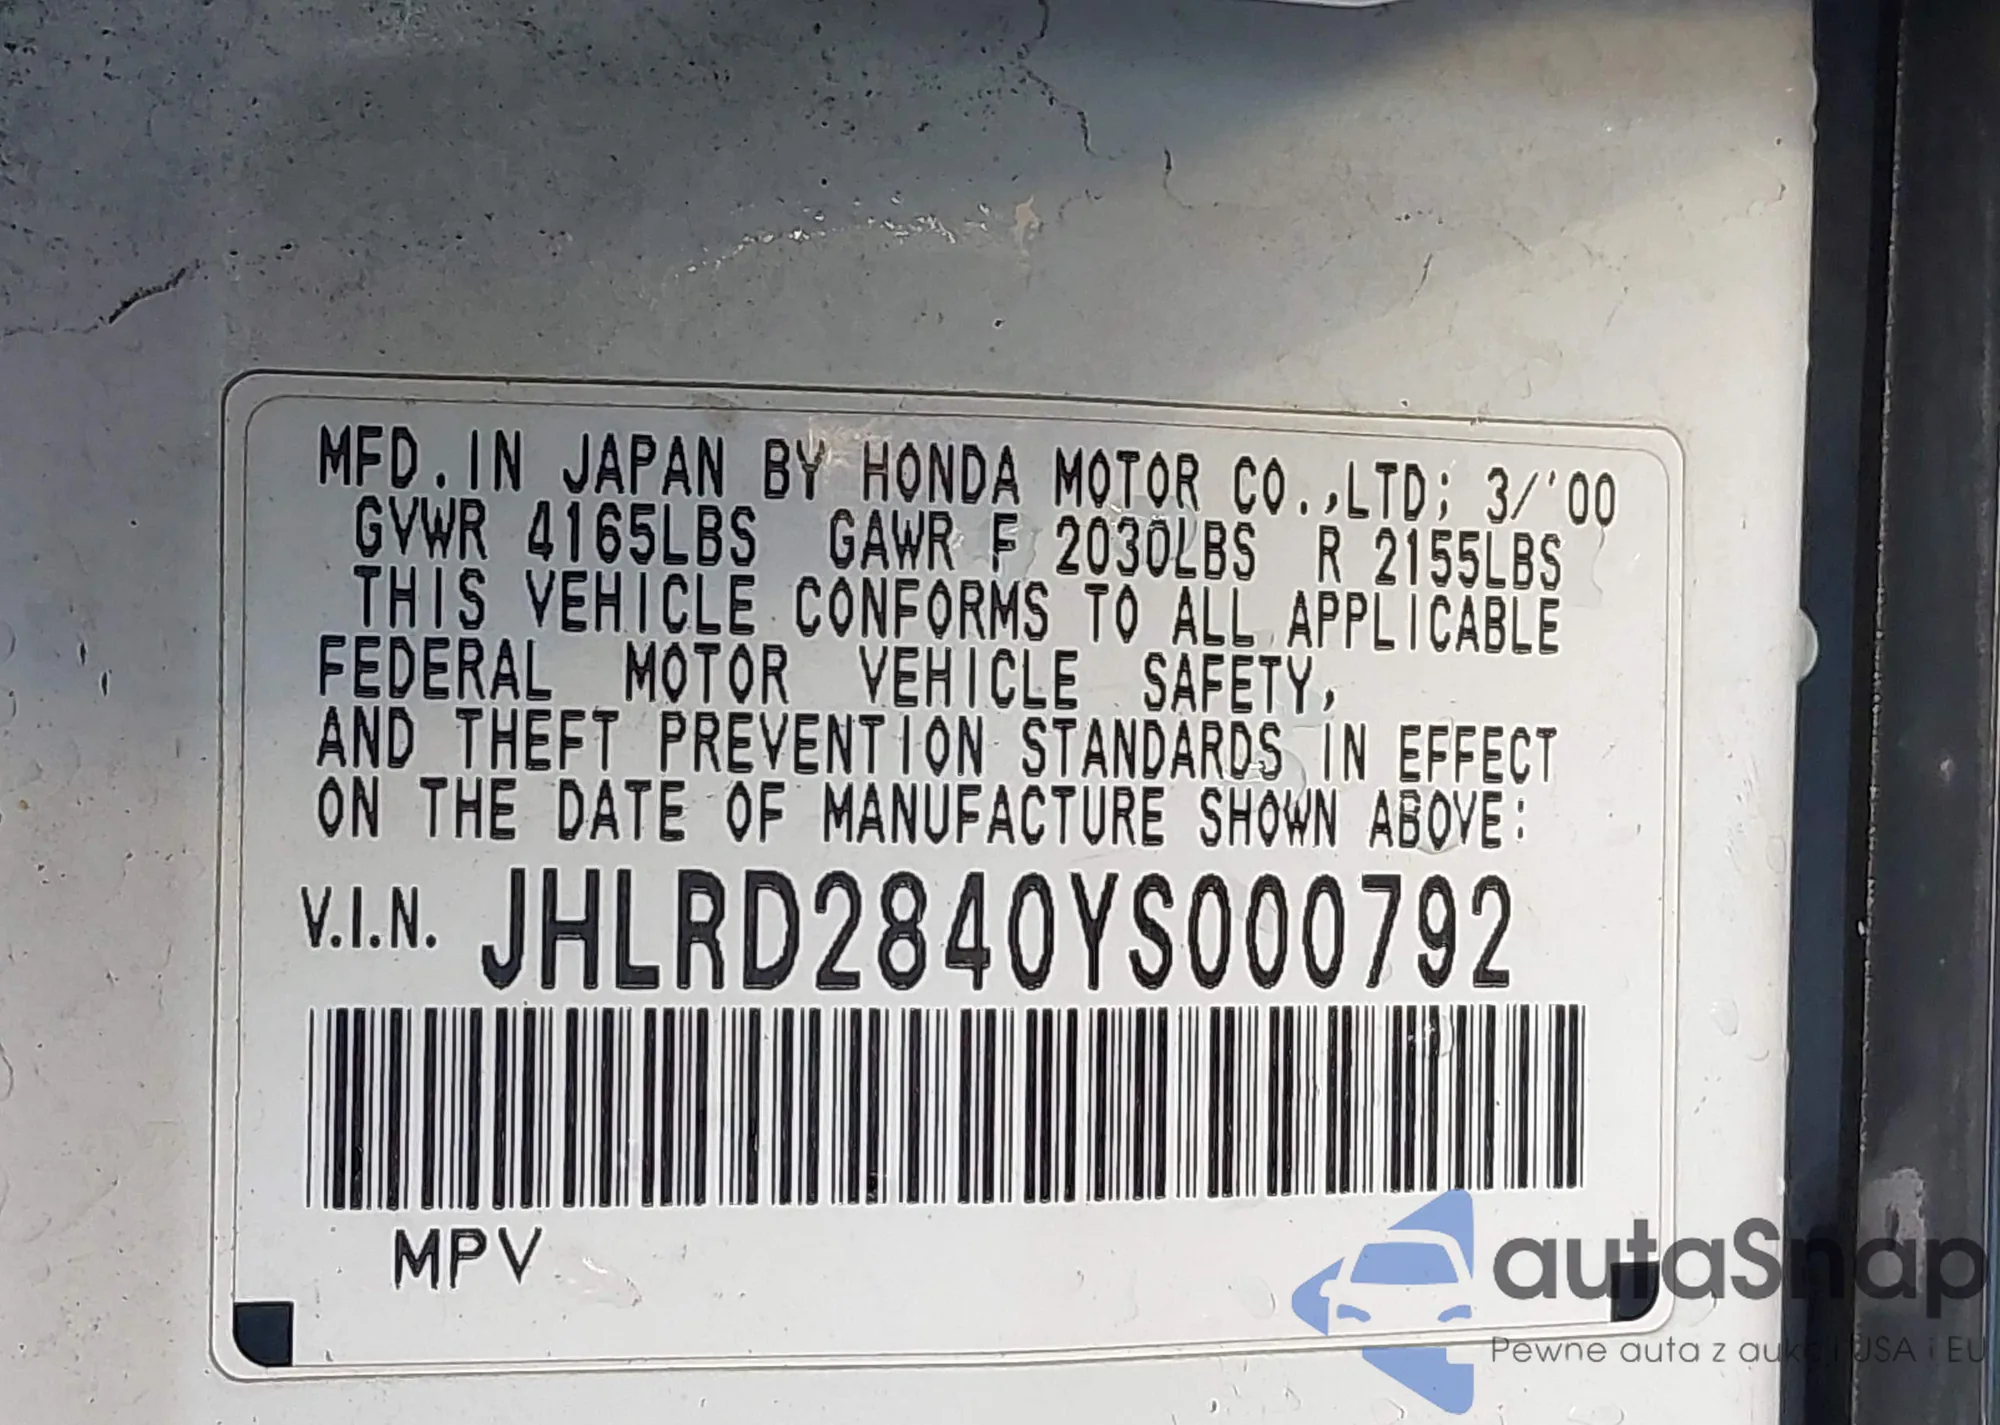 MFD. IN JAPAN BY HONDA MOTOR CO.,LTD; 3/'00
GVWR 4165LBS GAWR F 2030LBS R 2155LBS
THIS VEHICLE CONFORMS TO ALL APPLICABLE
FEDERAL MOTOR VEHICLE SAFETY,
AND THEFT PREVENTION STANDARDS IN EFFECT
ON THE DATE OF MANUFACTURE SHOWN ABOVE:
V.I.N. JHLRD2840YS000792
MPV
autaSnap
Pewne auta z aukcji USA i EU